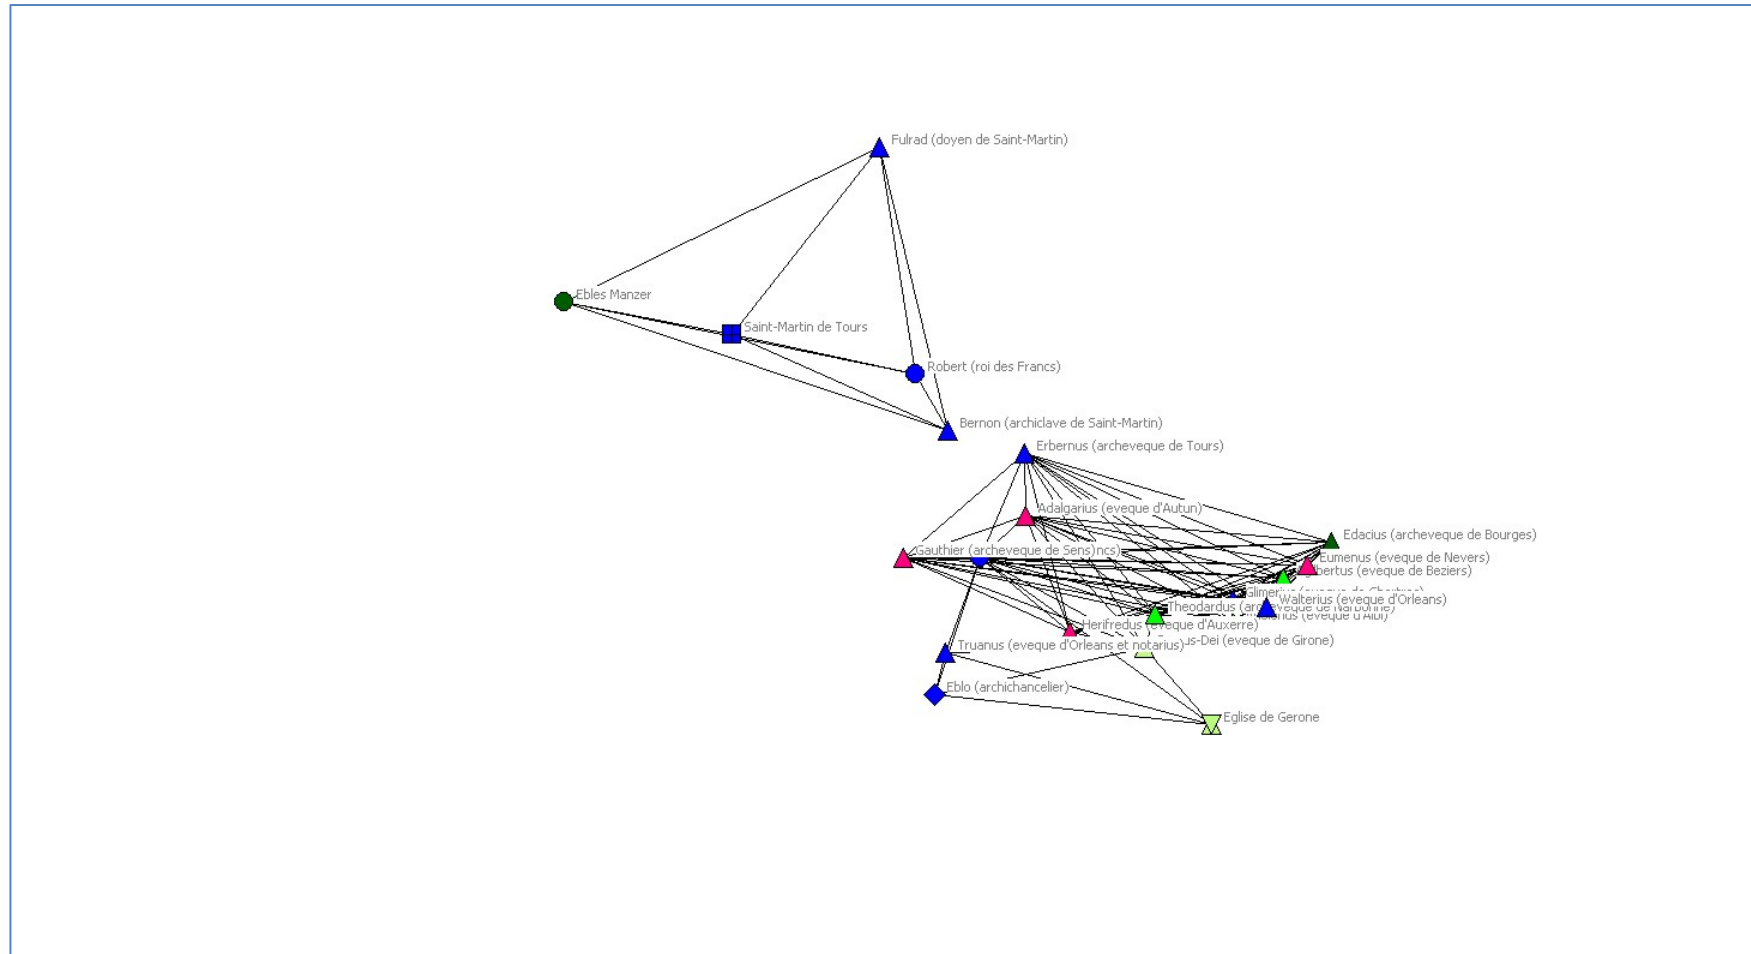 Fulrad (doyen de Saint-Martin)
Ebles Manzer
Saint-Martin de Tours
Robert (roi des Francs)
Bernon (archiclave de Saint-Martin)
Erbernus (archeveque de Tours)
Adalgarius (eveque d'Autun)
Edacius (archeveque de Bourges)
Gauthier (archeveque de Sens)
Eumenus (eveque de Nevers)
(eveque de Beziers)
Walterius (eveque d'Orleans)
Theodardus (archeveque de Narbonne)
Herifredus (eveque d'Auxerre)
(eveque de Girone)
Truanus (eveque d'Orleans et notarius)
Eblo (archichancelier)
Eglise de Gerone